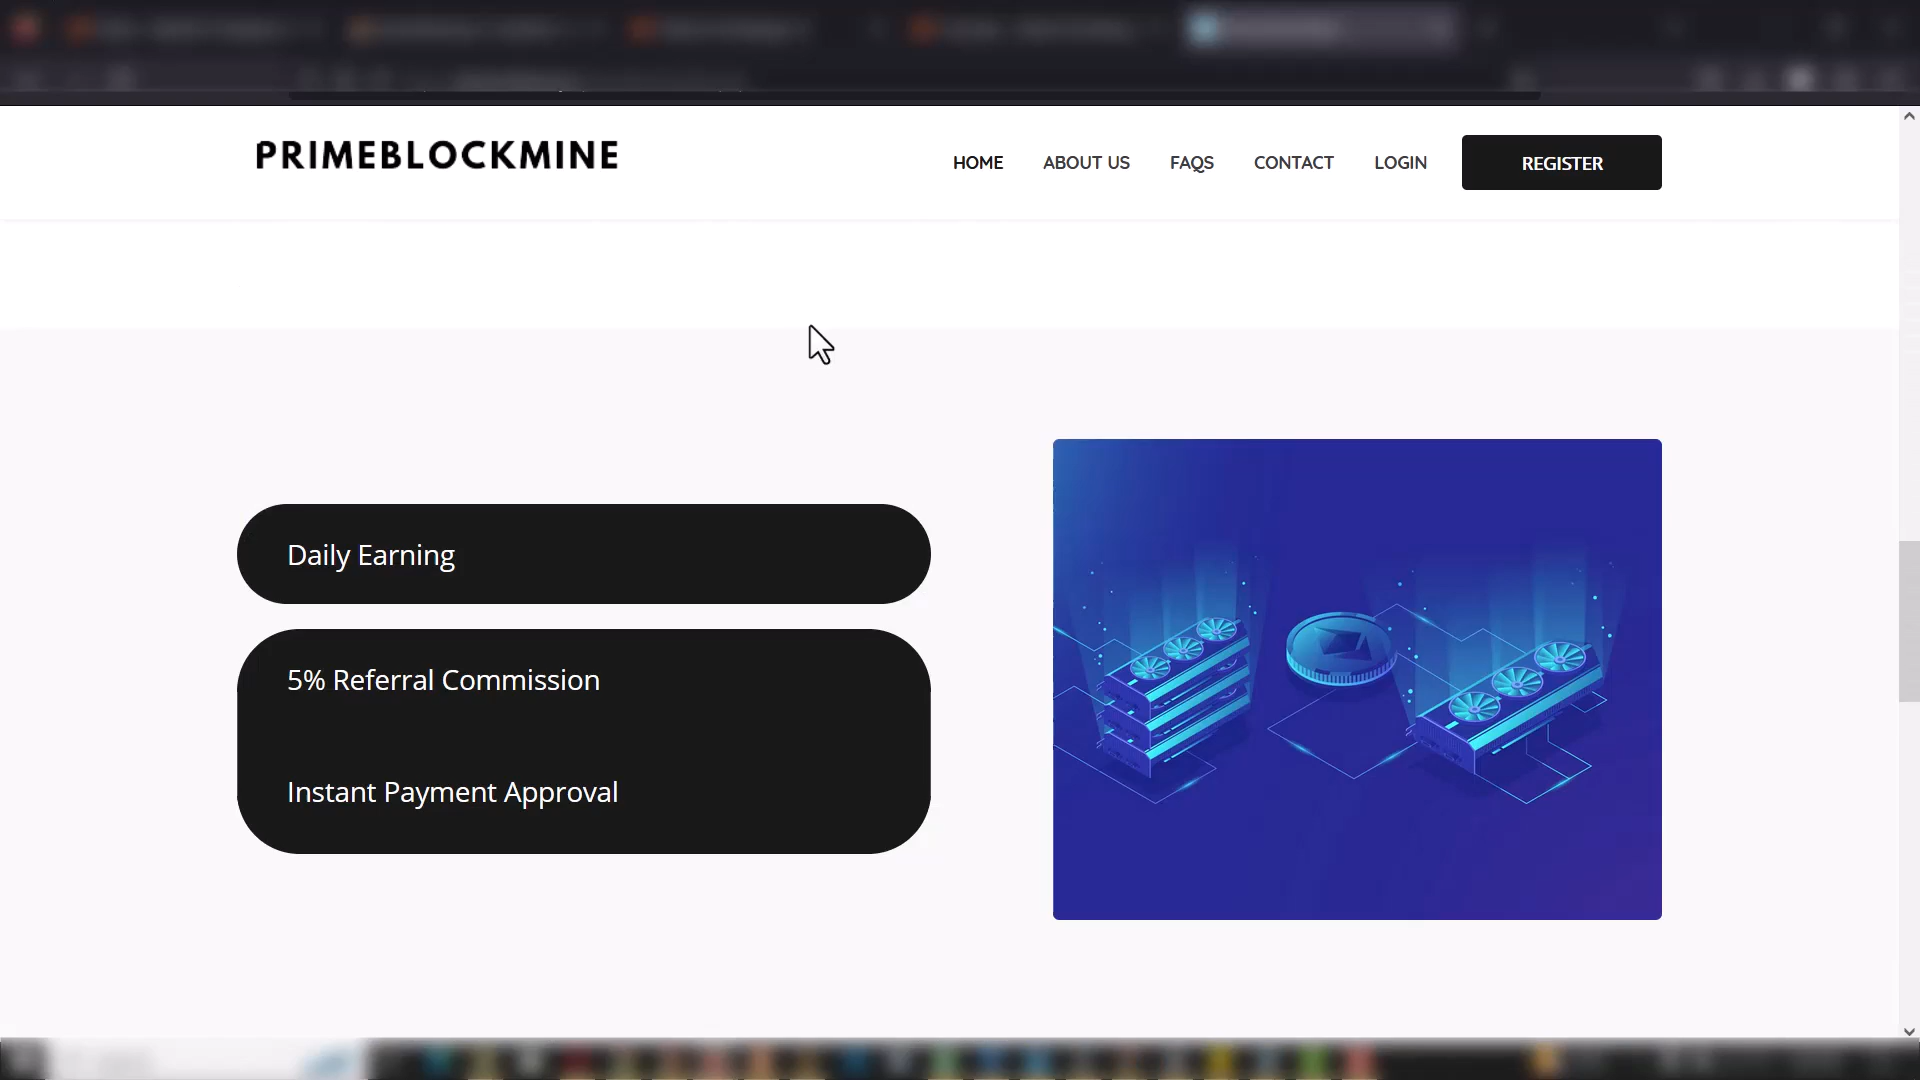 PRIMEBLOCKMINE
HOME ABOUT US FAQS CONTACT LOGIN REGISTER
Daily Earning
5% Referral Commission
Instant Payment Approval